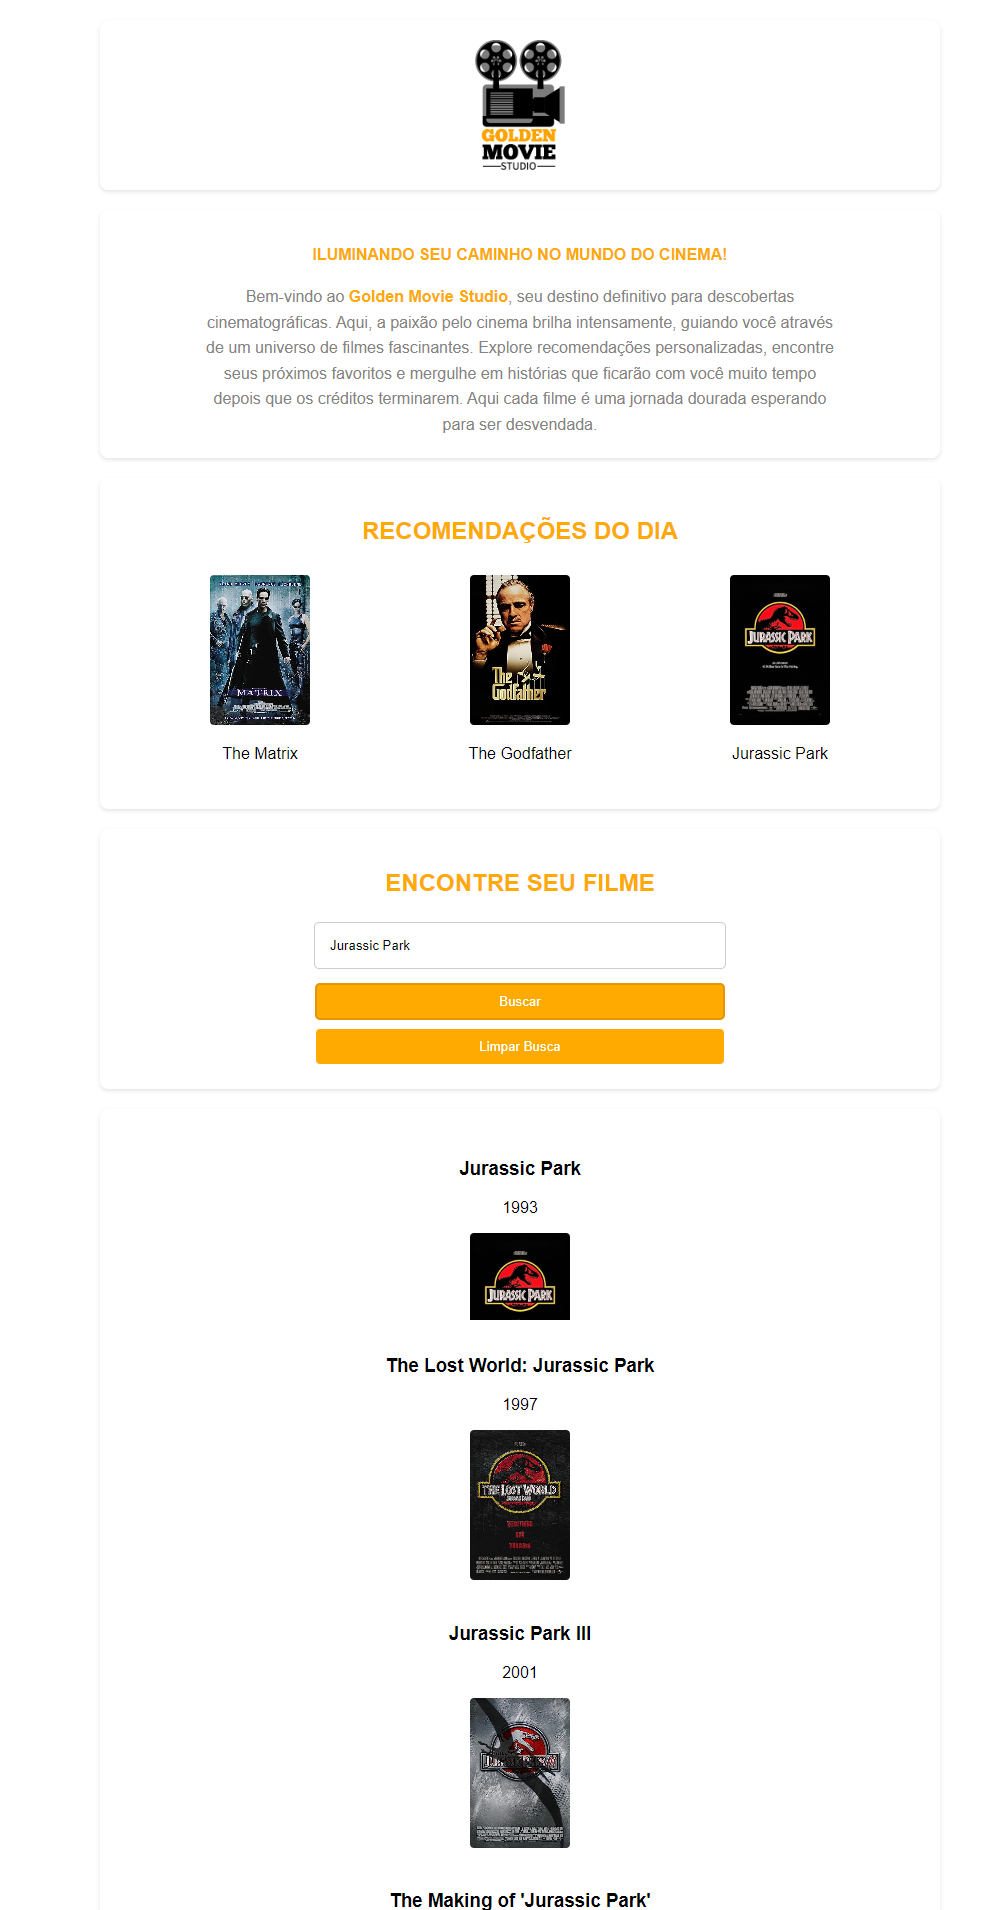 GOLDEN
MOVIE
STUDIO
ILUMINANDO SEU CAMINHO NO MUNDO DO CINEMA!
Bem-vindo ao Golden Movie Studio, seu destino definitivo para descobertas
cinematográficas. Aqui, a paixão pelo cinema brilha intensamente, guiando você através
de um universo de filmes fascinantes. Explore recomendações personalizadas, encontre
seus próximos favoritos e mergulhe em histórias que ficarão com você muito tempo
depois que os créditos terminarem. Aqui cada filme é uma jornada dourada esperando
para ser desvendada.
RECOMENDAÇÕES DO DIA
MATRIX
The
Godfather
JURASSIC PARK
The Matrix
The Godfather
Jurassic Park
ENCONTRE SEU FILME
Jurassic Park
Buscar
Limpar Busca
Jurassic Park
1993
JURASSIC PARK
The Lost World: Jurassic Park
1997
THE LOST WORLD
JURASSIC PARK
Jurassic Park III
2001
The Making of 'Jurassic Park'